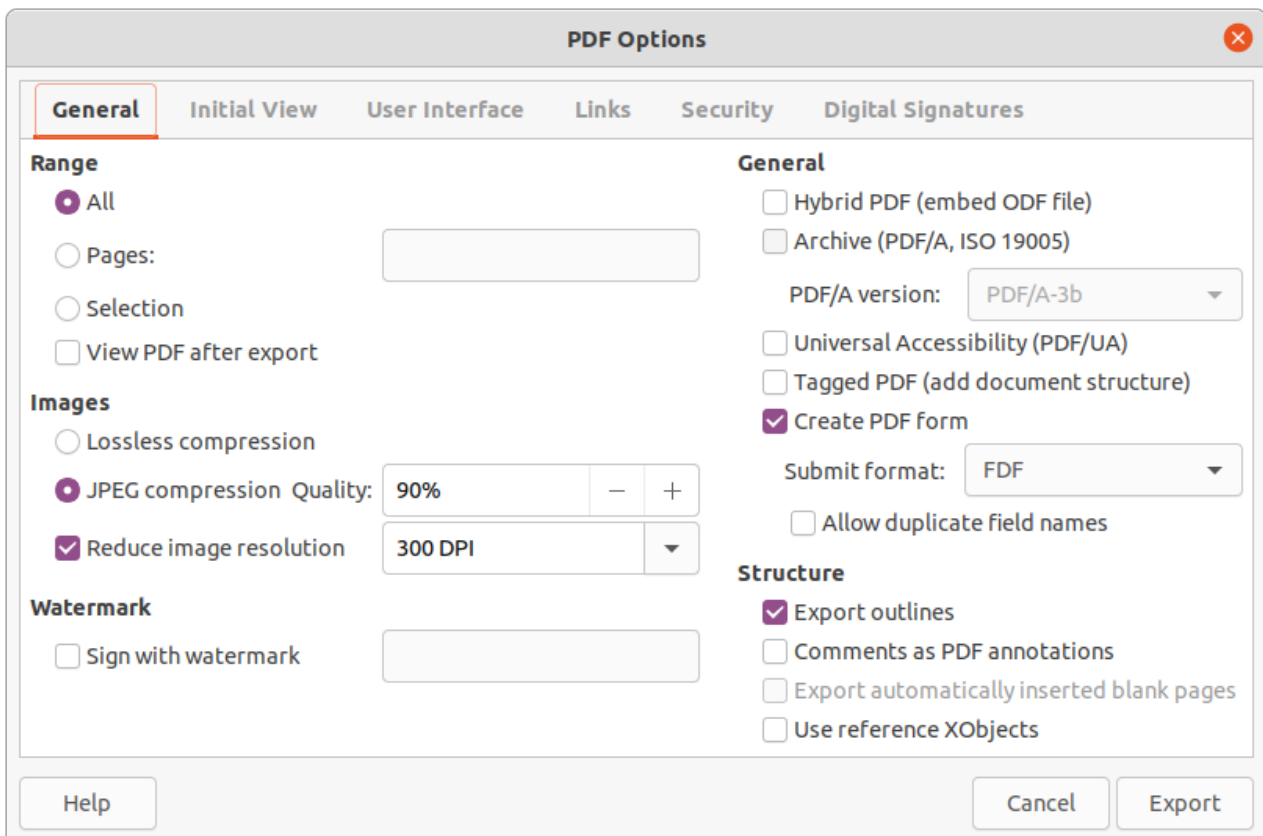 PDF Options
General Initial View User Interface Links Security Digital Signatures
Range
All
Pages:
Selection
View PDF after export
Images
Lossless compression
JPEG compression Quality: 90%
Reduce image resolution 300 DPI
Watermark
Sign with watermark
General
Hybrid PDF (embed ODF file)
Archive (PDF/A, ISO 19005)
PDF/A version: PDF/A-3b
Universal Accessibility (PDF/UA)
Tagged PDF (add document structure)
Create PDF form
Submit format: FDF
Allow duplicate field names
Structure
Export outlines
Comments as PDF annotations
Export automatically inserted blank pages
Use reference XObjects
Help Cancel Export